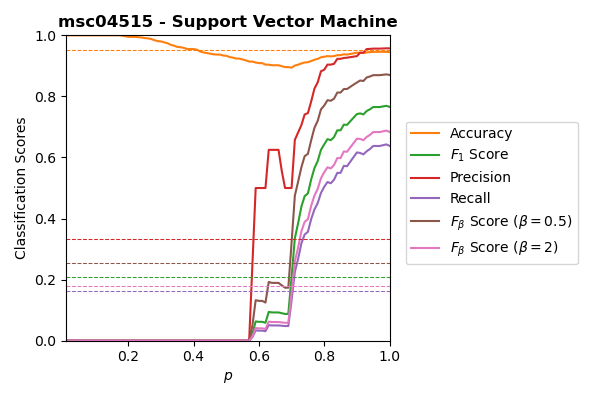 msc04515 - Support Vector Machine
Classification Scores
1.0
0.8
0.6
0.4
0.2
0.0
0.2 0.4 0.6 0.8 1.0
p
Accuracy
F₁ Score
Precision
Recall
Fᵦ Score (β = 0.5)
Fᵦ Score (β = 2)